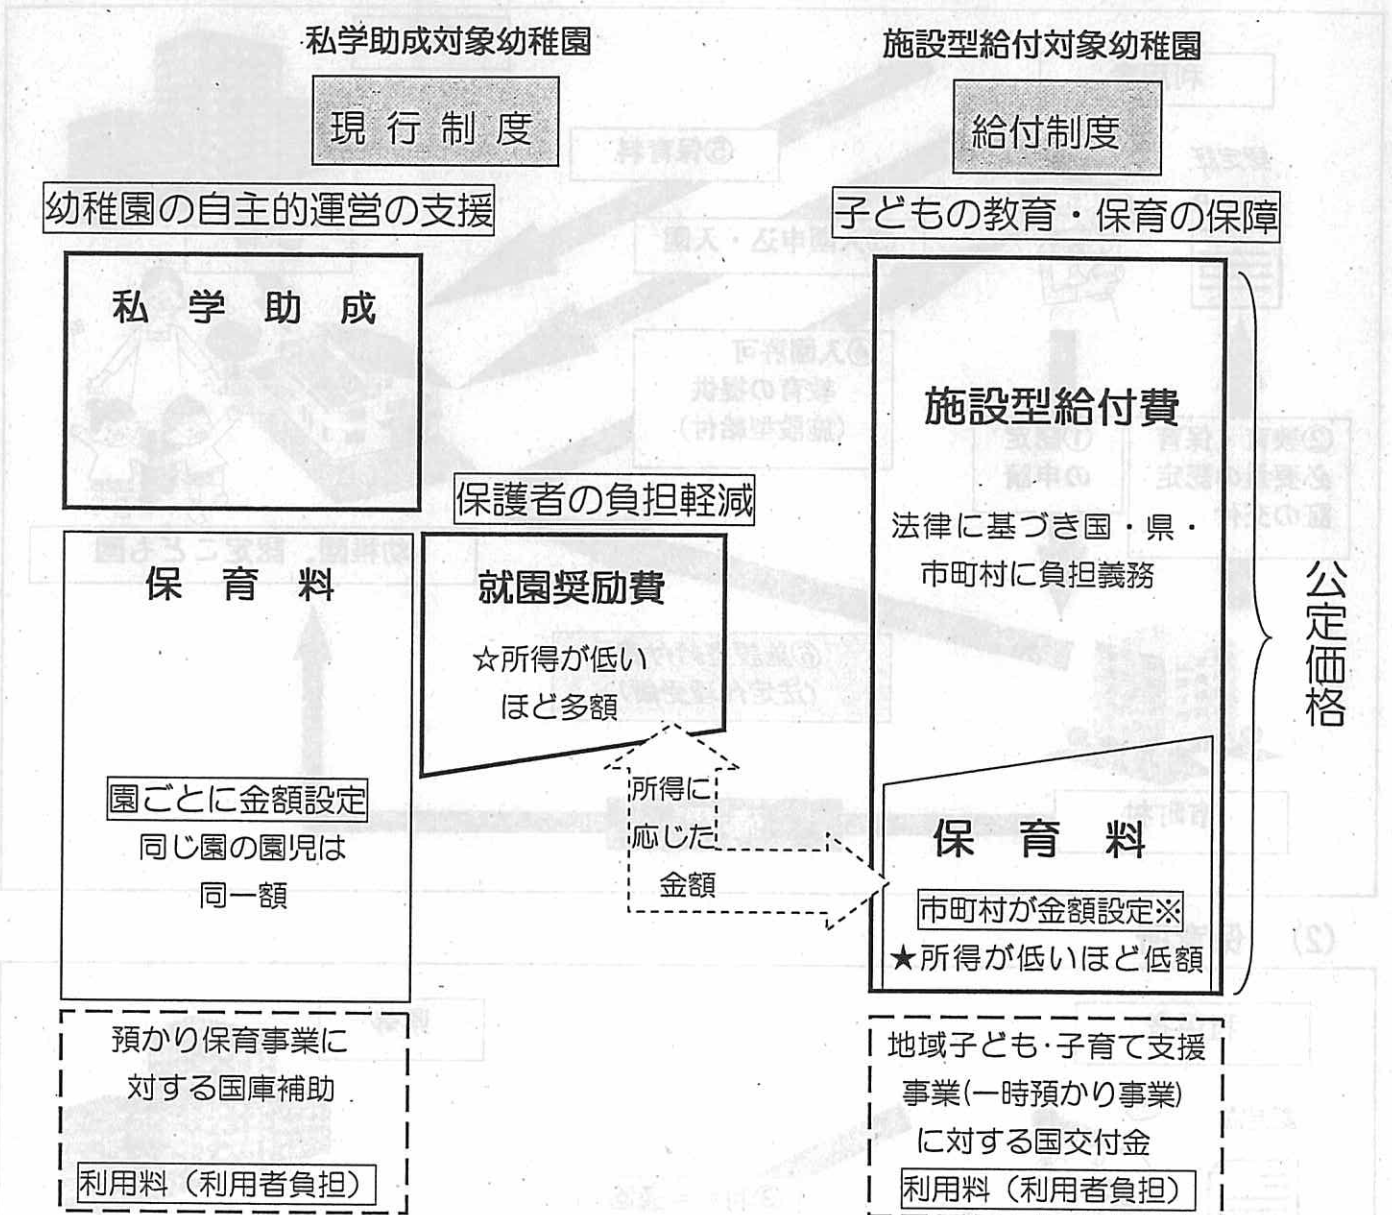 私学助成対象幼稚園
現行制度
幼稚園の自主的運営の支援
私学助成
保育料
園ごとに金額設定
同じ園の園児は
同一額
預かり保育事業に
対する国庫補助
利用料(利用者負担)
保護者の負担軽減
就園奨励費
☆所得が低い
ほど多額
所得に
応じた
金額
施設型給付対象幼稚園
給付制度
子どもの教育・保育の保障
施設型給付費
法律に基づき国・県・
市町村に負担義務
保育料
市町村が金額設定※
★所得が低いほど低額
公定価格
地域子ども・子育て支援
事業(一時預かり事業)
に対する国交付金
利用料(利用者負担)